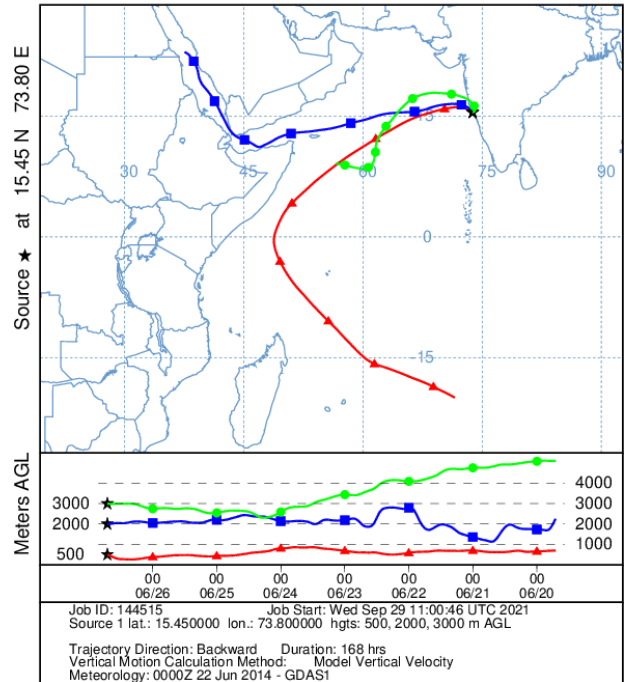 Source ★ at 15.45 N 73.80 E
15
30
45
60
75
90
0
-15
Meters AGL
3000
2000
500
4000
3000
2000
1000
00 00 00 00 00 00 00
06/26 06/25 06/24 06/23 06/22 06/21 06/20
Job ID: 144515 Job Start: Wed Sep 29 11:00:46 UTC 2021
Source 1 lat.: 15.450000 lon.: 73.800000 hgts: 500, 2000, 3000 m AGL
Trajectory Direction: Backward Duration: 168 hrs
Vertical Motion Calculation Method: Model Vertical Velocity
Meteorology: 0000Z 22 Jun 2014 - GDAS1